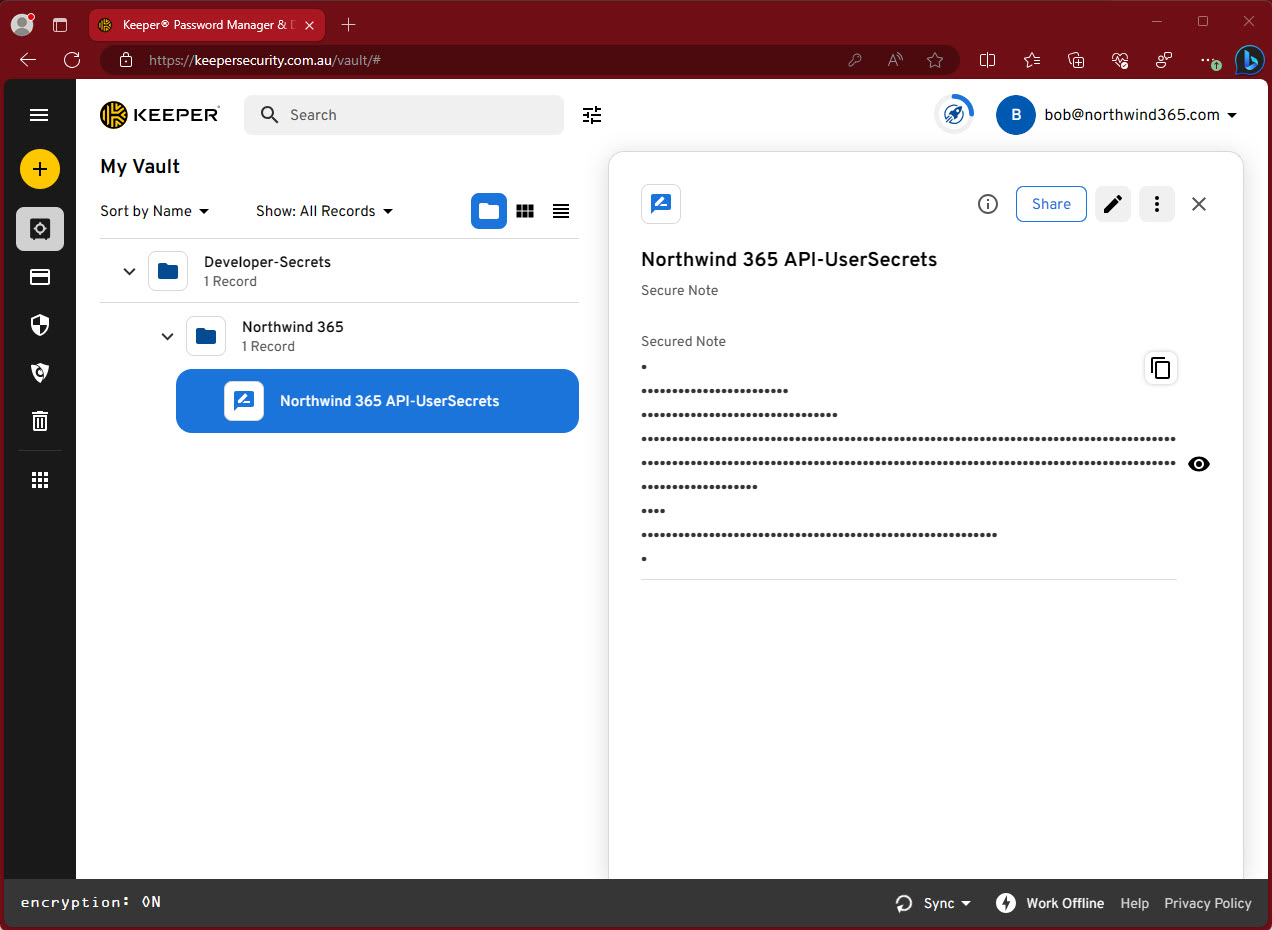 Keeper® Password Manager & D
https://keepersecurity.com.au/vault/#
KEEPER®
Search
B
bob@northwind365.com
My Vault
Sort by Name
Show: All Records
Developer-Secrets
1 Record
Northwind 365
1 Record
Northwind 365 API-UserSecrets
Share
Northwind 365 API-UserSecrets
Secure Note
Secured Note
encryption: ON
Sync
Work Offline
Help
Privacy Policy